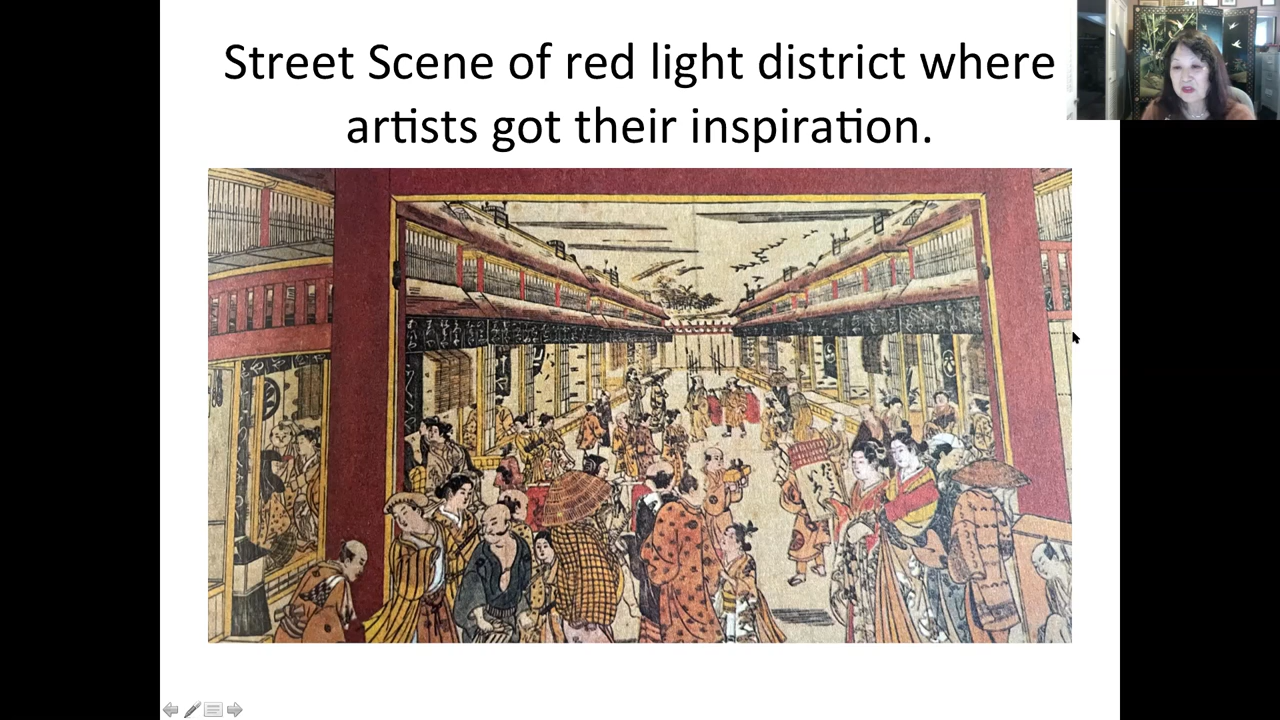 Street Scene of red light district where
artists got their inspiration.